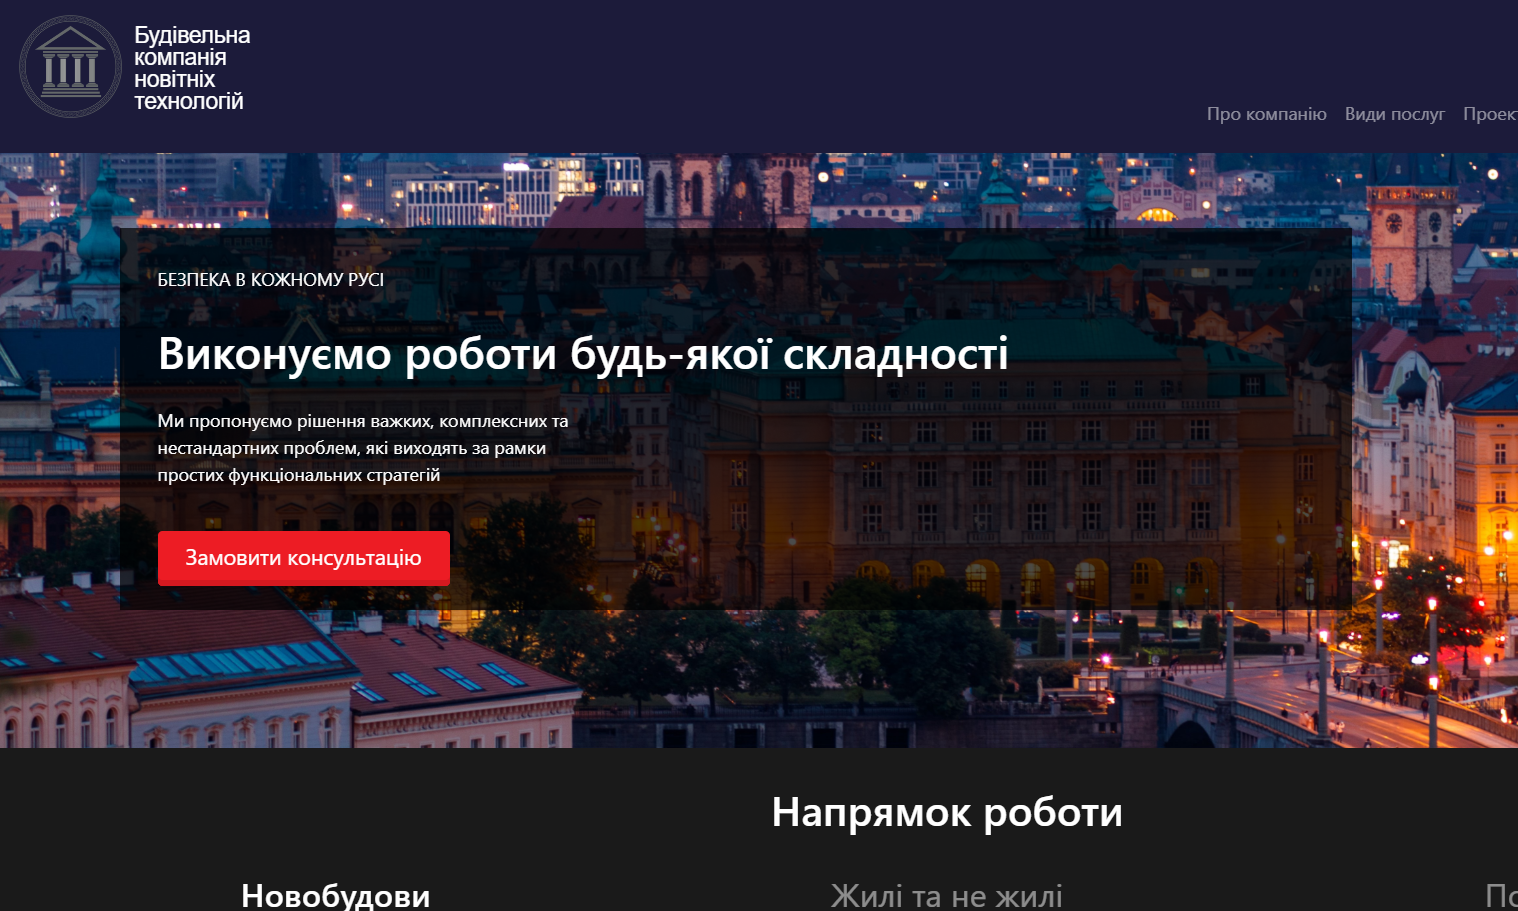 Будівельна
компанія
новітніх
технологій
Про компанію Види послуг
БЕЗПЕКА В КОЖНОМУ РУСІ
Виконуємо роботи будь-якої складності
Ми пропонуємо рішення важких, комплексних та
нестандартних проблем, які виходять за рамки
простих функціональних стратегій
Замовити консультацію
Напрямок роботи
Новобудови Жилі та не жилі